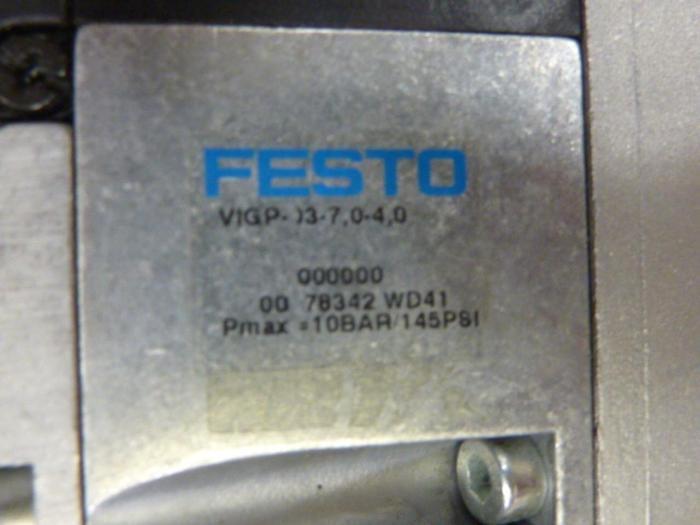 FESTO
VIGP-03-7,0-4,0
000000
00 78342 WD41
Pmax =10BAR/145PSI